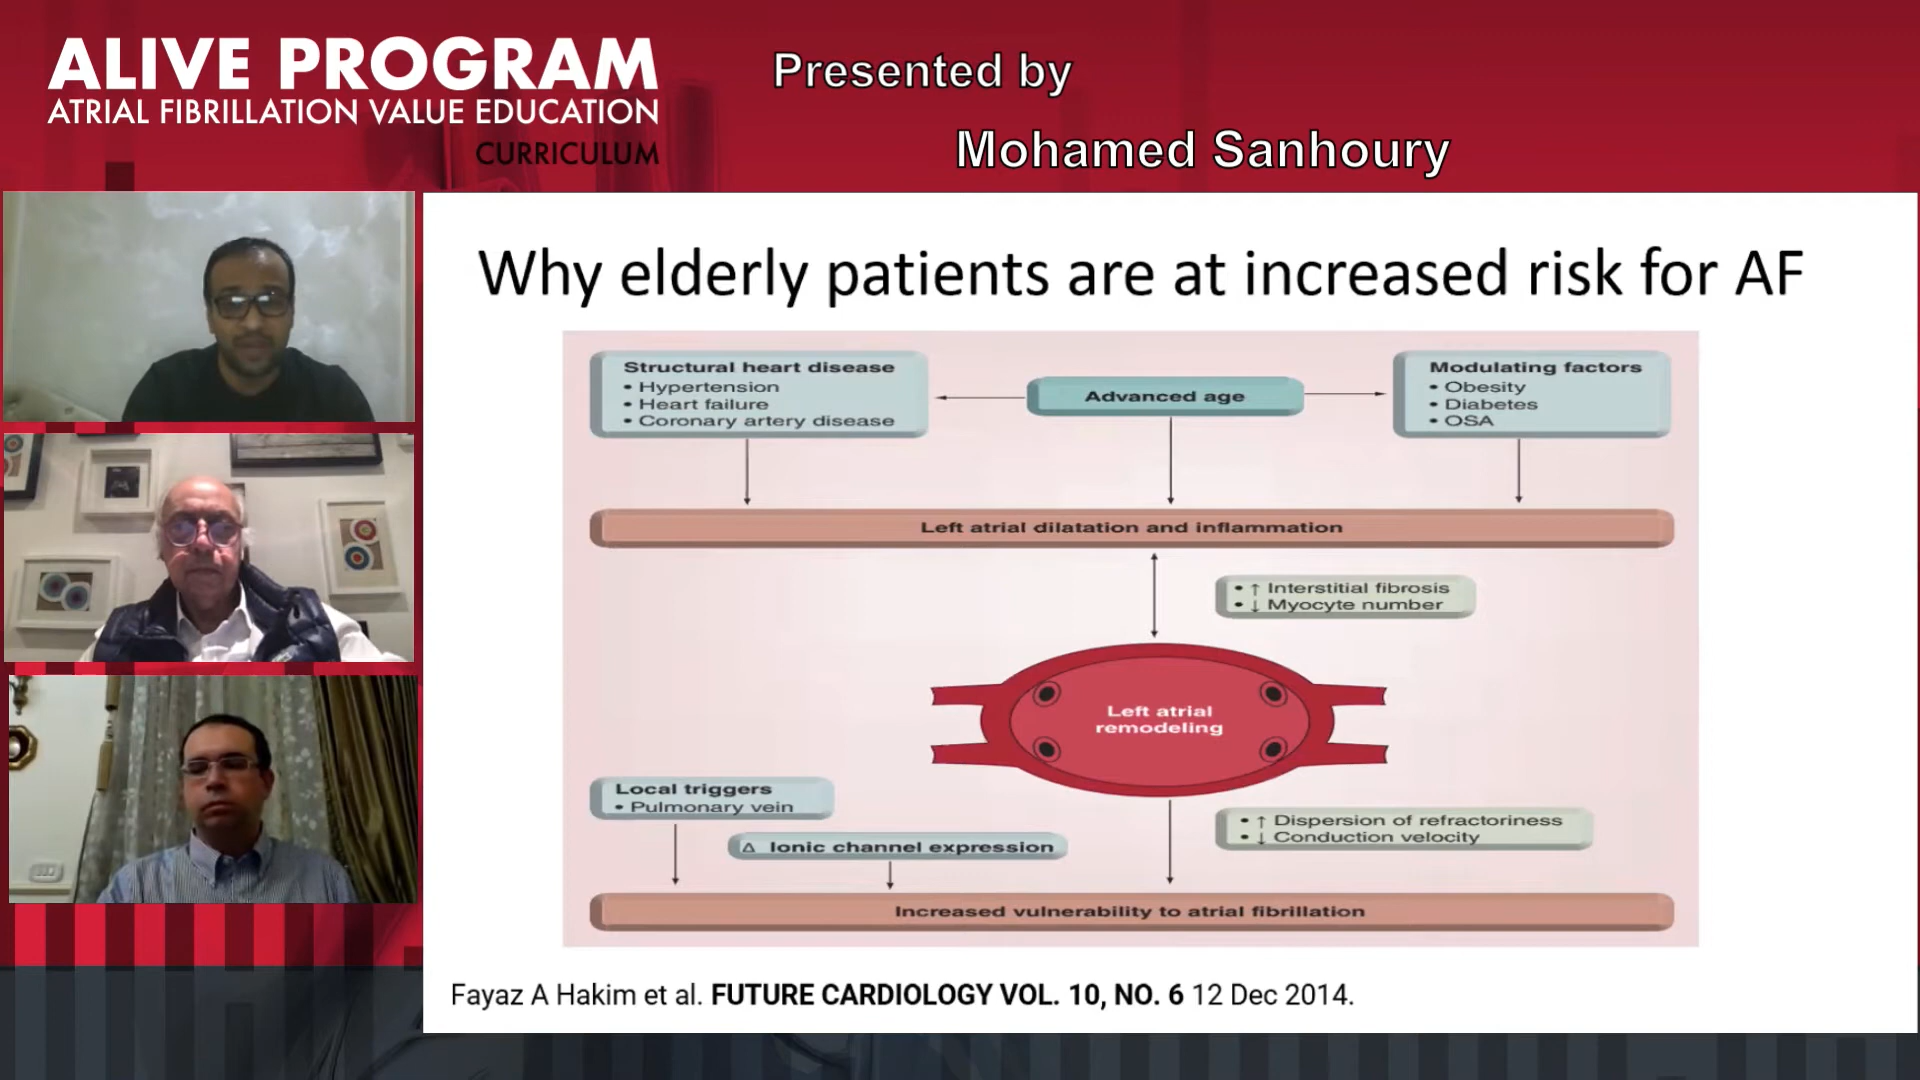 ALIVE PROGRAM
ATRIAL FIBRILLATION VALUE EDUCATION
CURRICULUM
Presented by
Mohamed Sanhoury
Why elderly patients are at increased risk for AF
Structural heart disease
• Hypertension
• Heart failure
• Coronary artery disease
Advanced age
Modulating factors
• Obesity
• Diabetes
• OSA
Left atrial dilatation and inflammation
• ↑ Interstitial fibrosis
• ↓ Myocyte number
Left atrial
remodeling
Local triggers
• Pulmonary vein
Δ Ionic channel expression
• ↑ Dispersion of refractoriness
• ↓ Conduction velocity
Increased vulnerability to atrial fibrillation
Fayaz A Hakim et al. FUTURE CARDIOLOGY VOL. 10, NO. 6 12 Dec 2014.